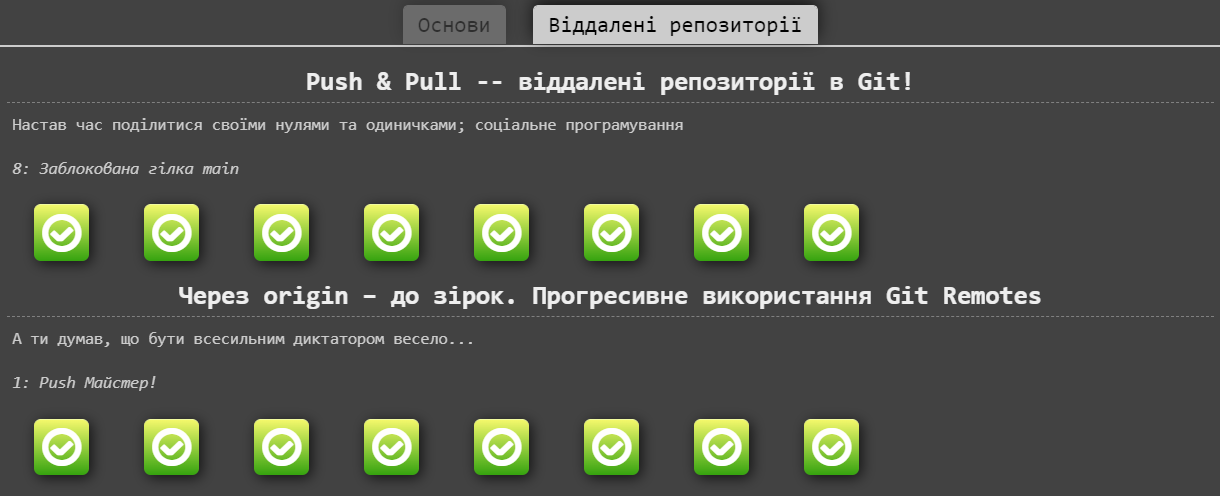 Основи Віддалені репозиторії
Push & Pull -- віддалені репозиторії в Git!
Настав час поділитися своїми нулями та одиничками; соціальне програмування
8: Заблокована гілка main
Через origin – до зірок. Прогресивне використання Git Remotes
А ти думав, що бути всесильним диктатором весело...
1: Push Майстер!